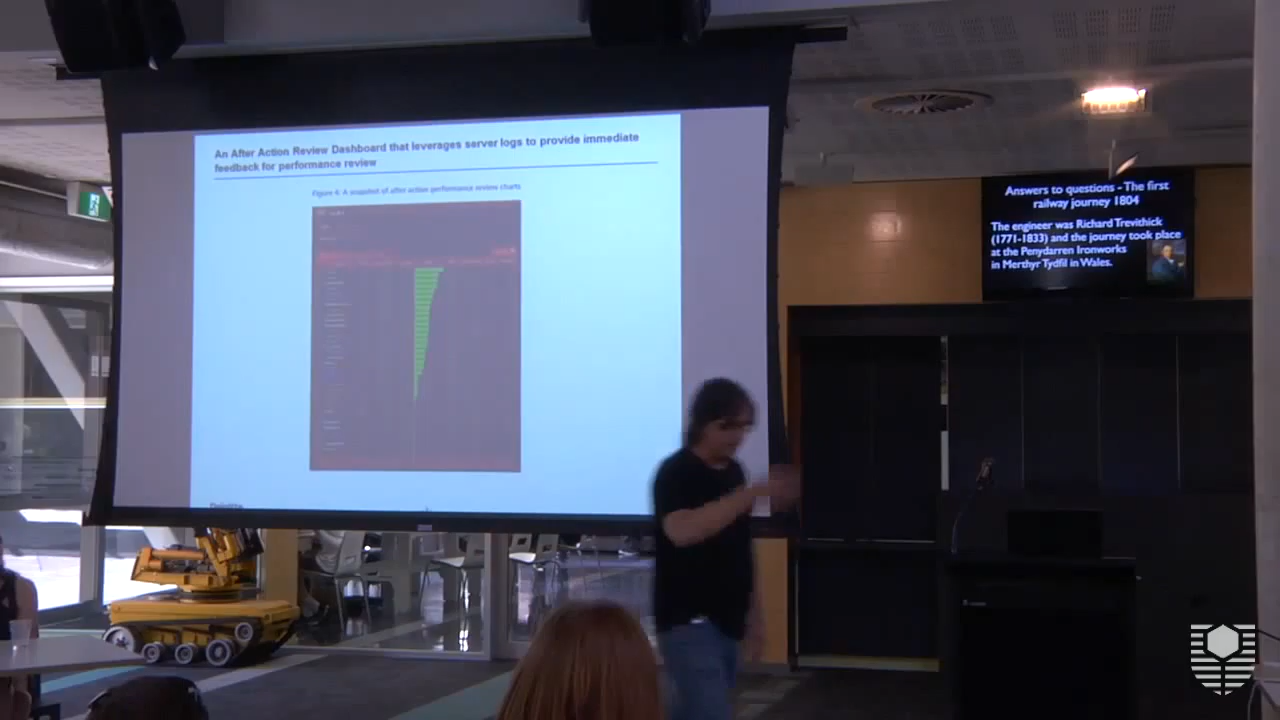 An After Action Review Dashboard that leverages server logs to provide immediate
feedback for performance review
Figure 6: A snapshot of after action performance review charts
Deloitte
Answers to questions - The first
railway journey 1804
The engineer was Richard Trevithick
(1771-1833) and the journey took place
at the Penydarren Ironworks
in Merthyr Tydfil in Wales.